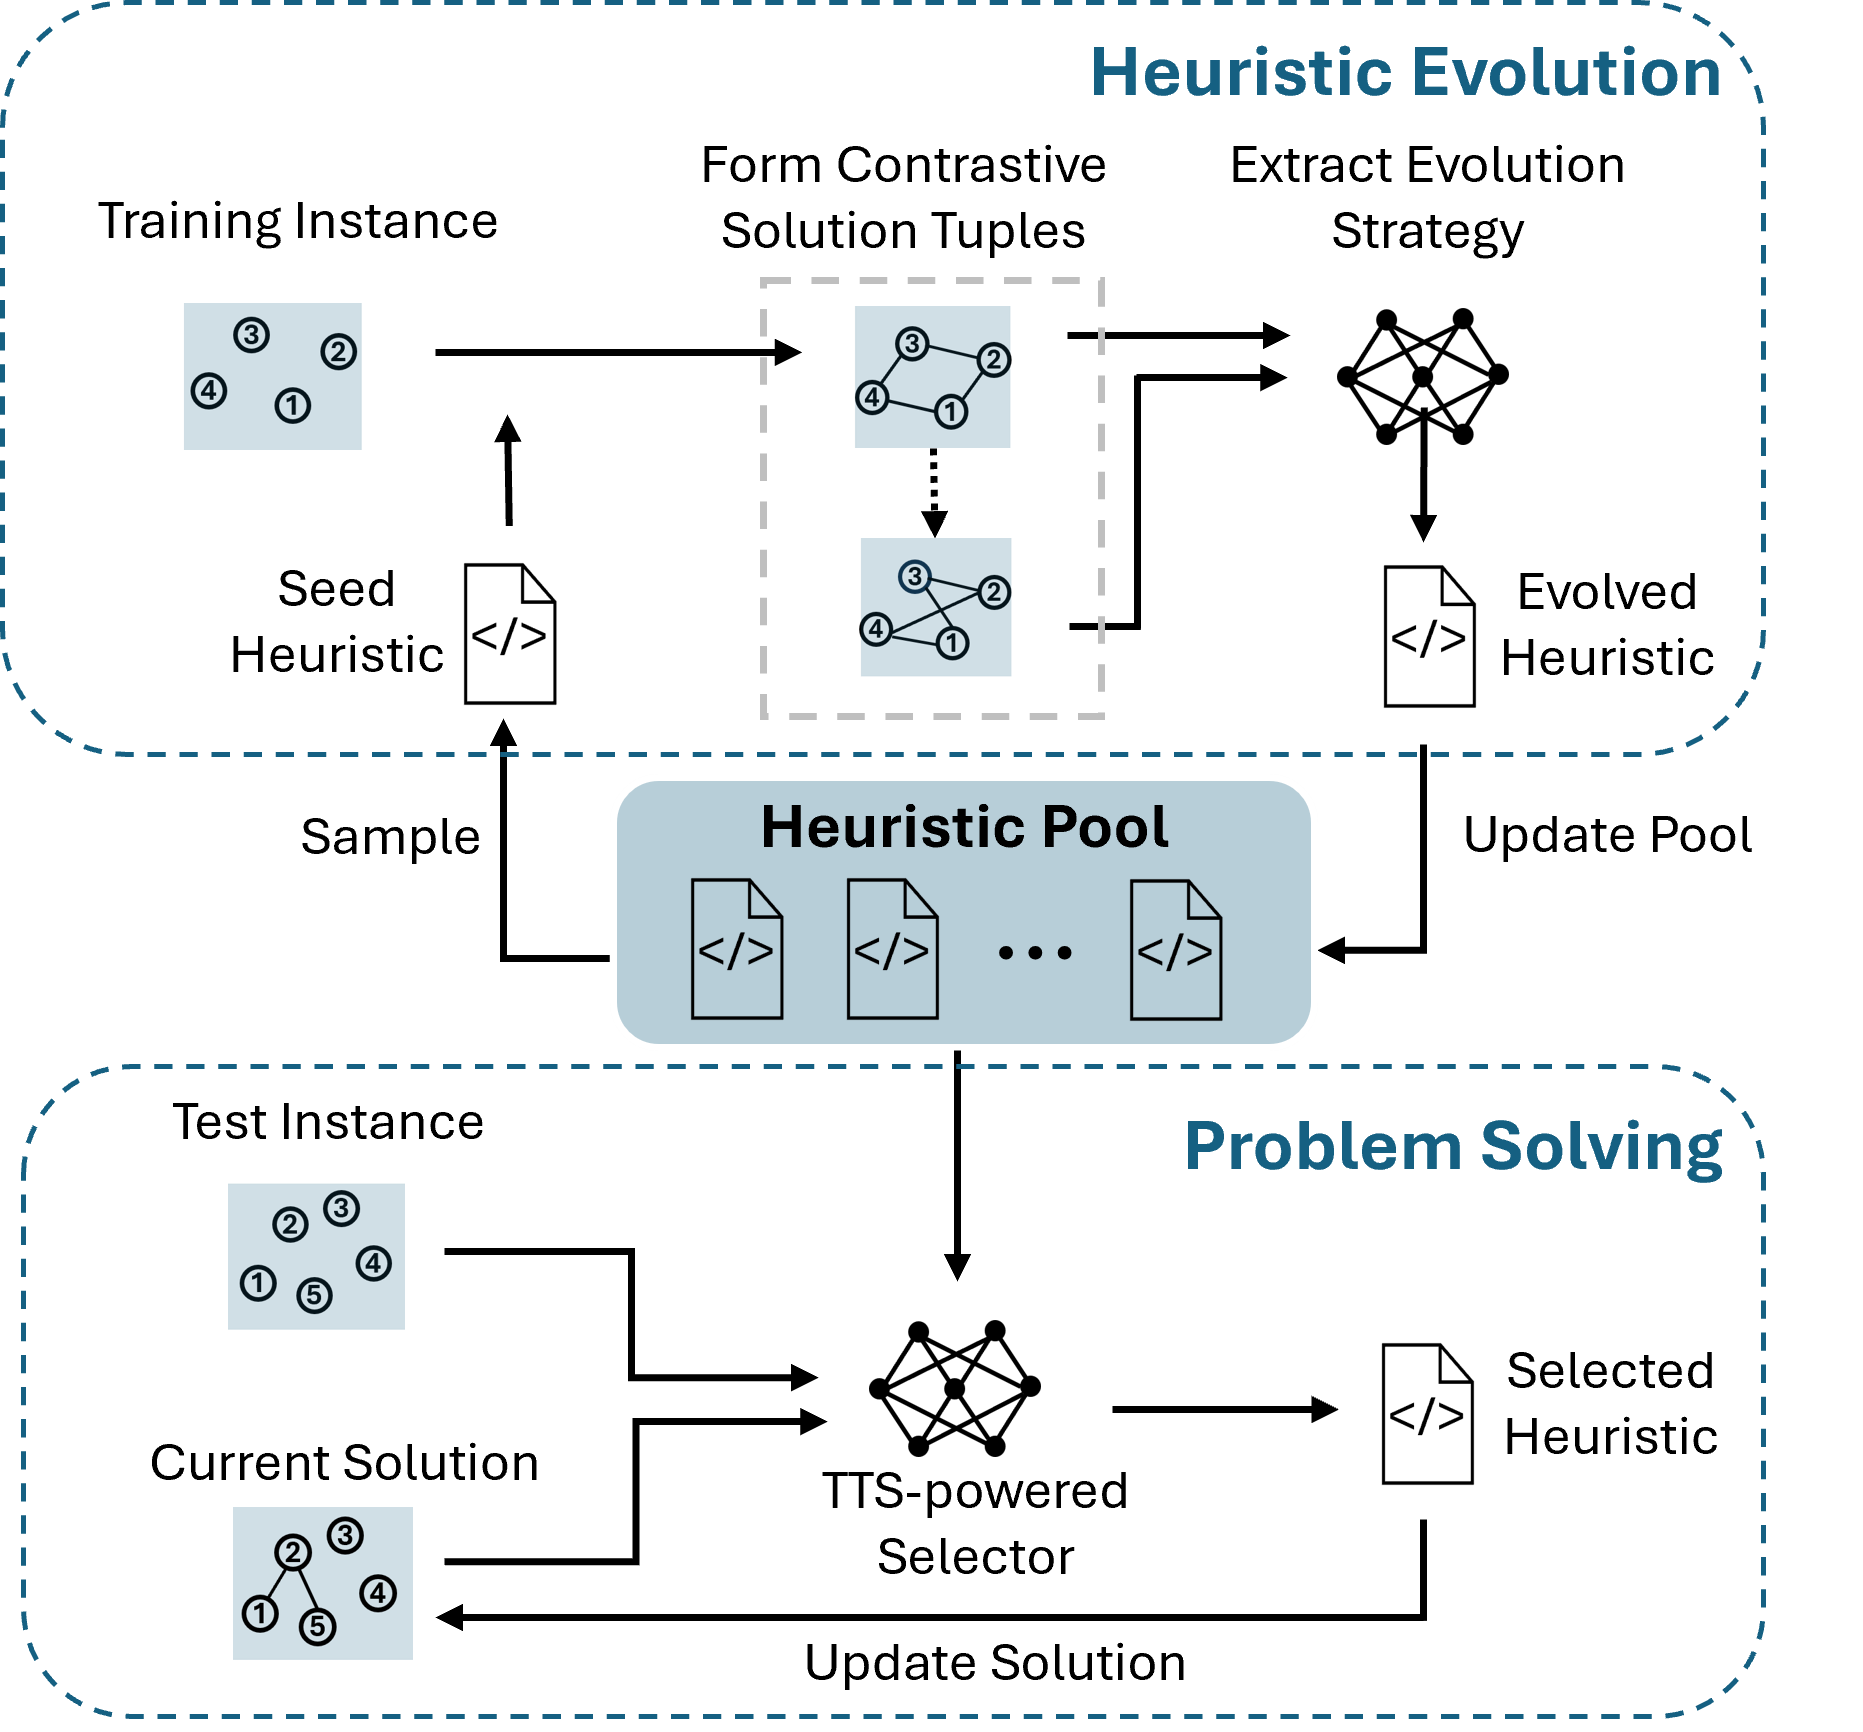 Heuristic Evolution
Training Instance
Form Contrastive
Solution Tuples
Extract Evolution
Strategy
3
2
4
1
3
2
4
1
3
2
4
1
Seed
Heuristic
</>
</>
Evolved
Heuristic
Sample
Heuristic Pool
</>
</>
...
</>
Update Pool
Problem Solving
Test Instance
2
3
4
1
5
Current Solution
2
3
4
1
5
TTS-powered
Selector
</>
Selected
Heuristic
Update Solution